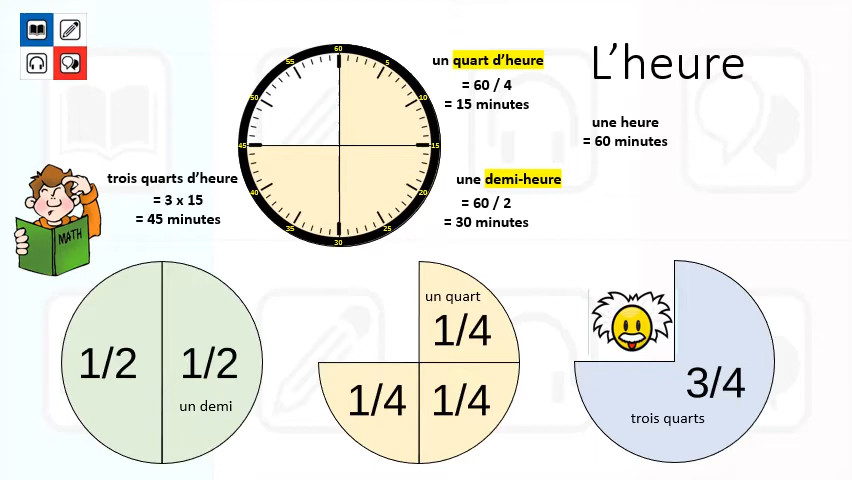 L'heure
60
5
10
15
20
25
30
35
40
45
50
55
un quart d'heure
= 60 / 4
= 15 minutes
une heure
= 60 minutes
trois quarts d'heure
= 3 x 15
= 45 minutes
une demi-heure
= 60 / 2
= 30 minutes
MATH
1/2
1/2
un demi
un quart
1/4
1/4
1/4
3/4
trois quarts